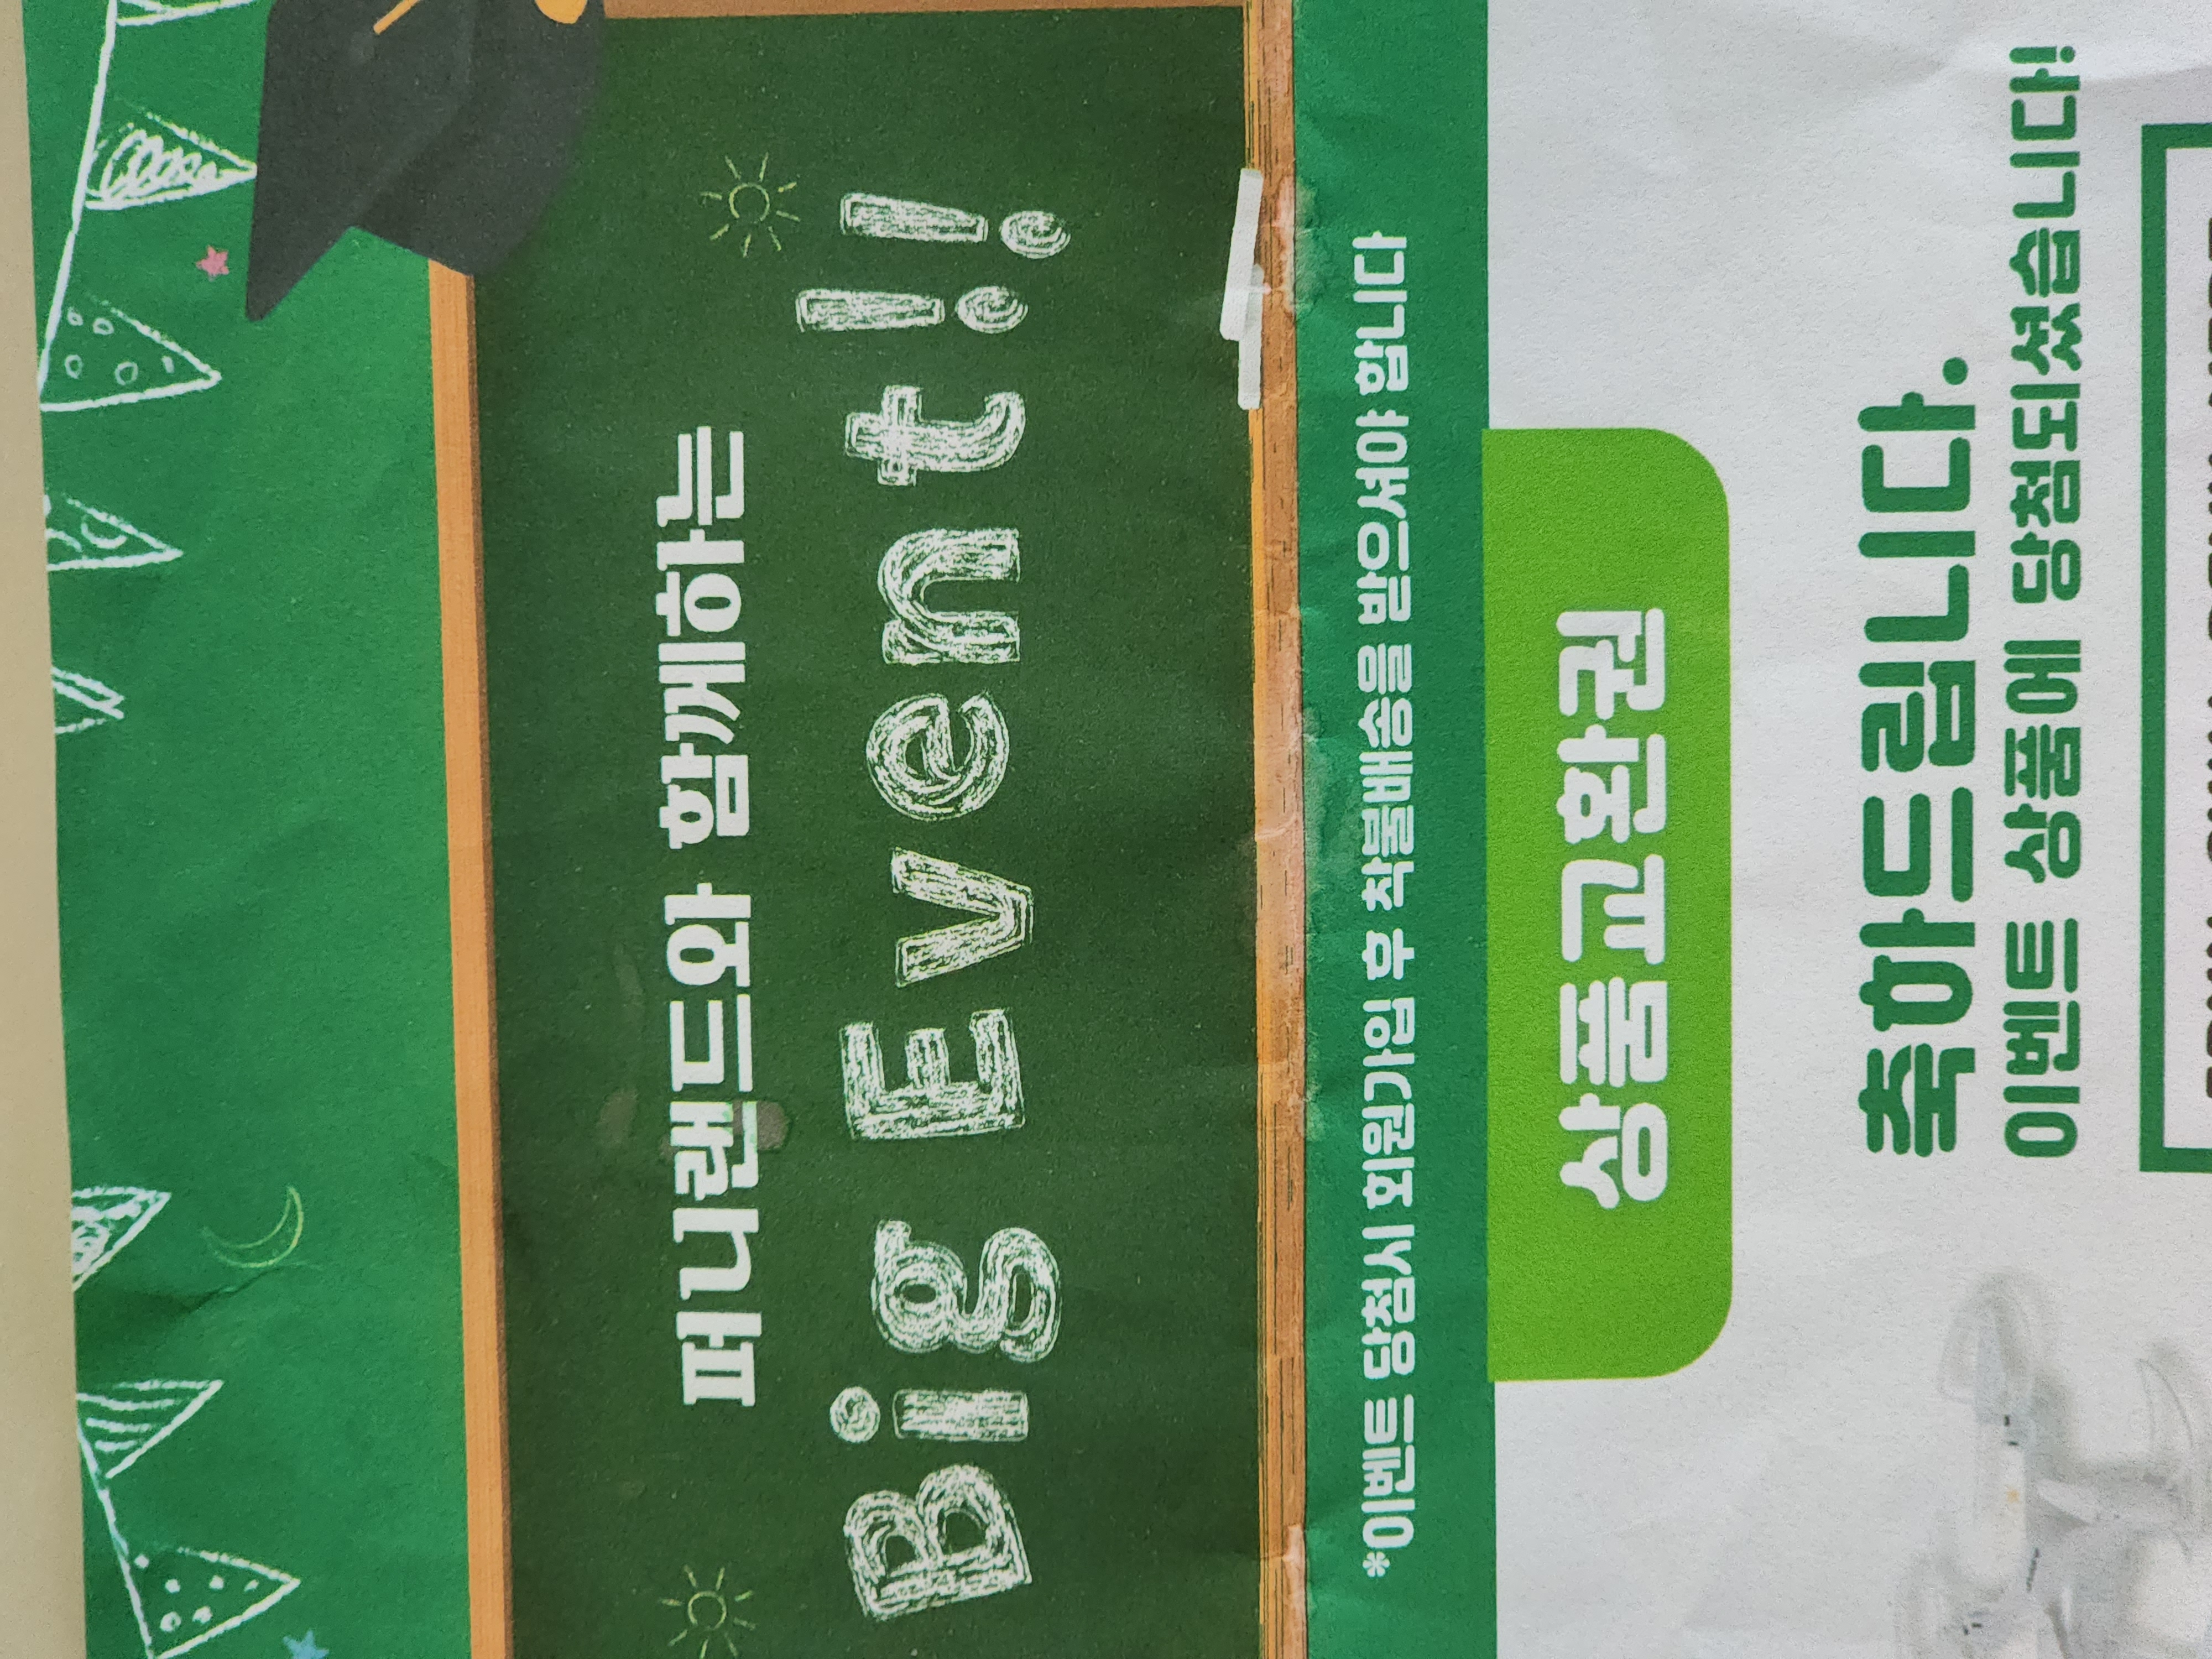 퍼니랜드와 함께하는
Big Event!!
*이벤트 당첨시 회원가입 후 착불배송을 받으셔야 합니다
상품교환권
축하드립니다.
이벤트 상품에 당첨되셨습니다!